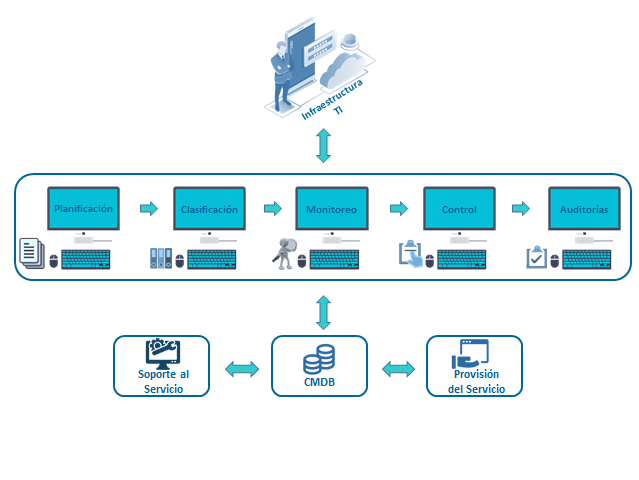 Infraestructura
TI
Planificación
Clasificación
Monitoreo
Control
Auditorías
Soporte al
Servicio
CMDB
Provisión
del Servicio